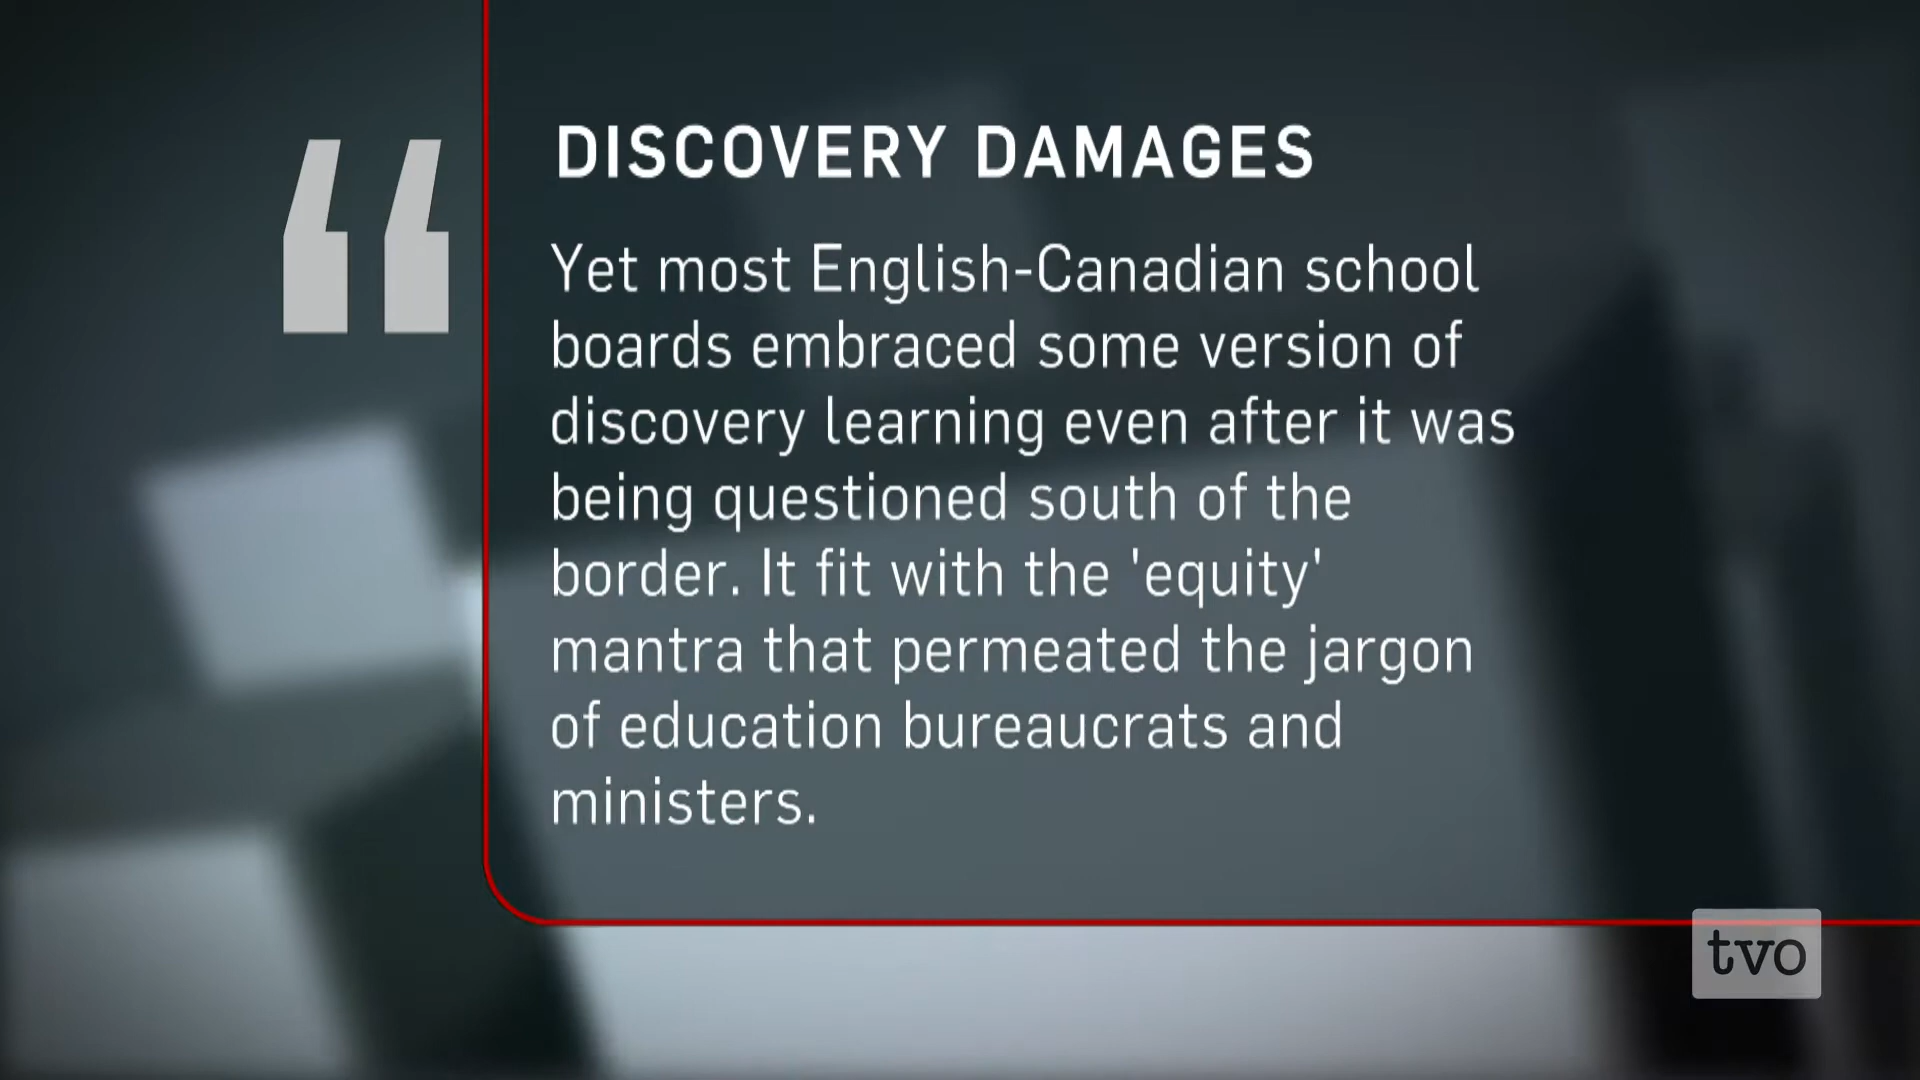 “
DISCOVERY DAMAGES
Yet most English-Canadian school
boards embraced some version of
discovery learning even after it was
being questioned south of the
border. It fit with the 'equity'
mantra that permeated the jargon
of education bureaucrats and
ministers.
tvo